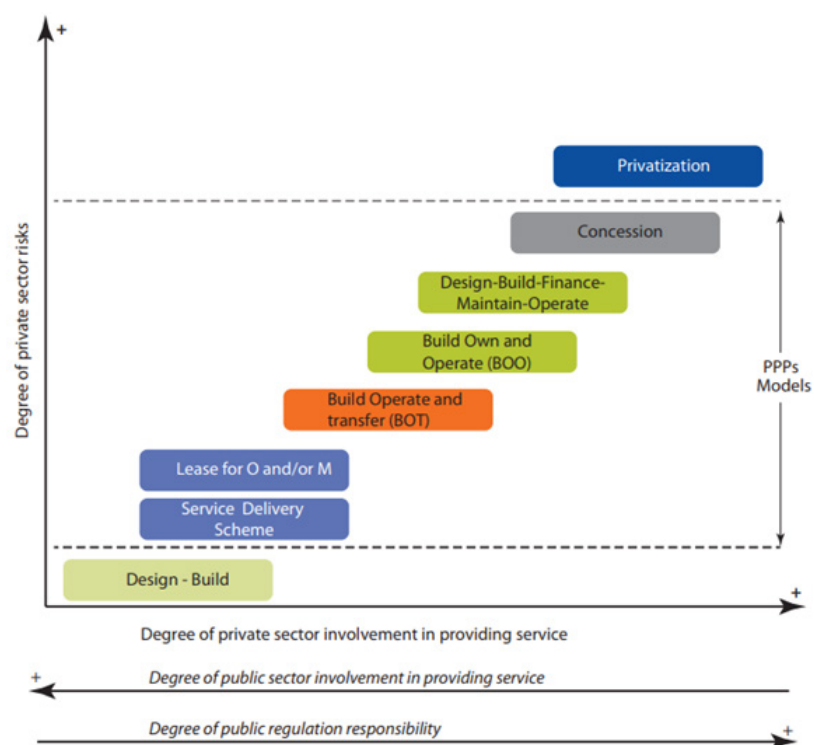 +
Privatization
Concession
Design-Build-Finance-
Maintain-Operate
Build Own and
Operate (BOO)
Build Operate and
transfer (BOT)
Lease for O and/or M
Service Delivery
Scheme
Design - Build
PPPs
Models
Degree of private sector risks
+
Degree of private sector involvement in providing service
+
Degree of public sector involvement in providing service
Degree of public regulation responsibility
+